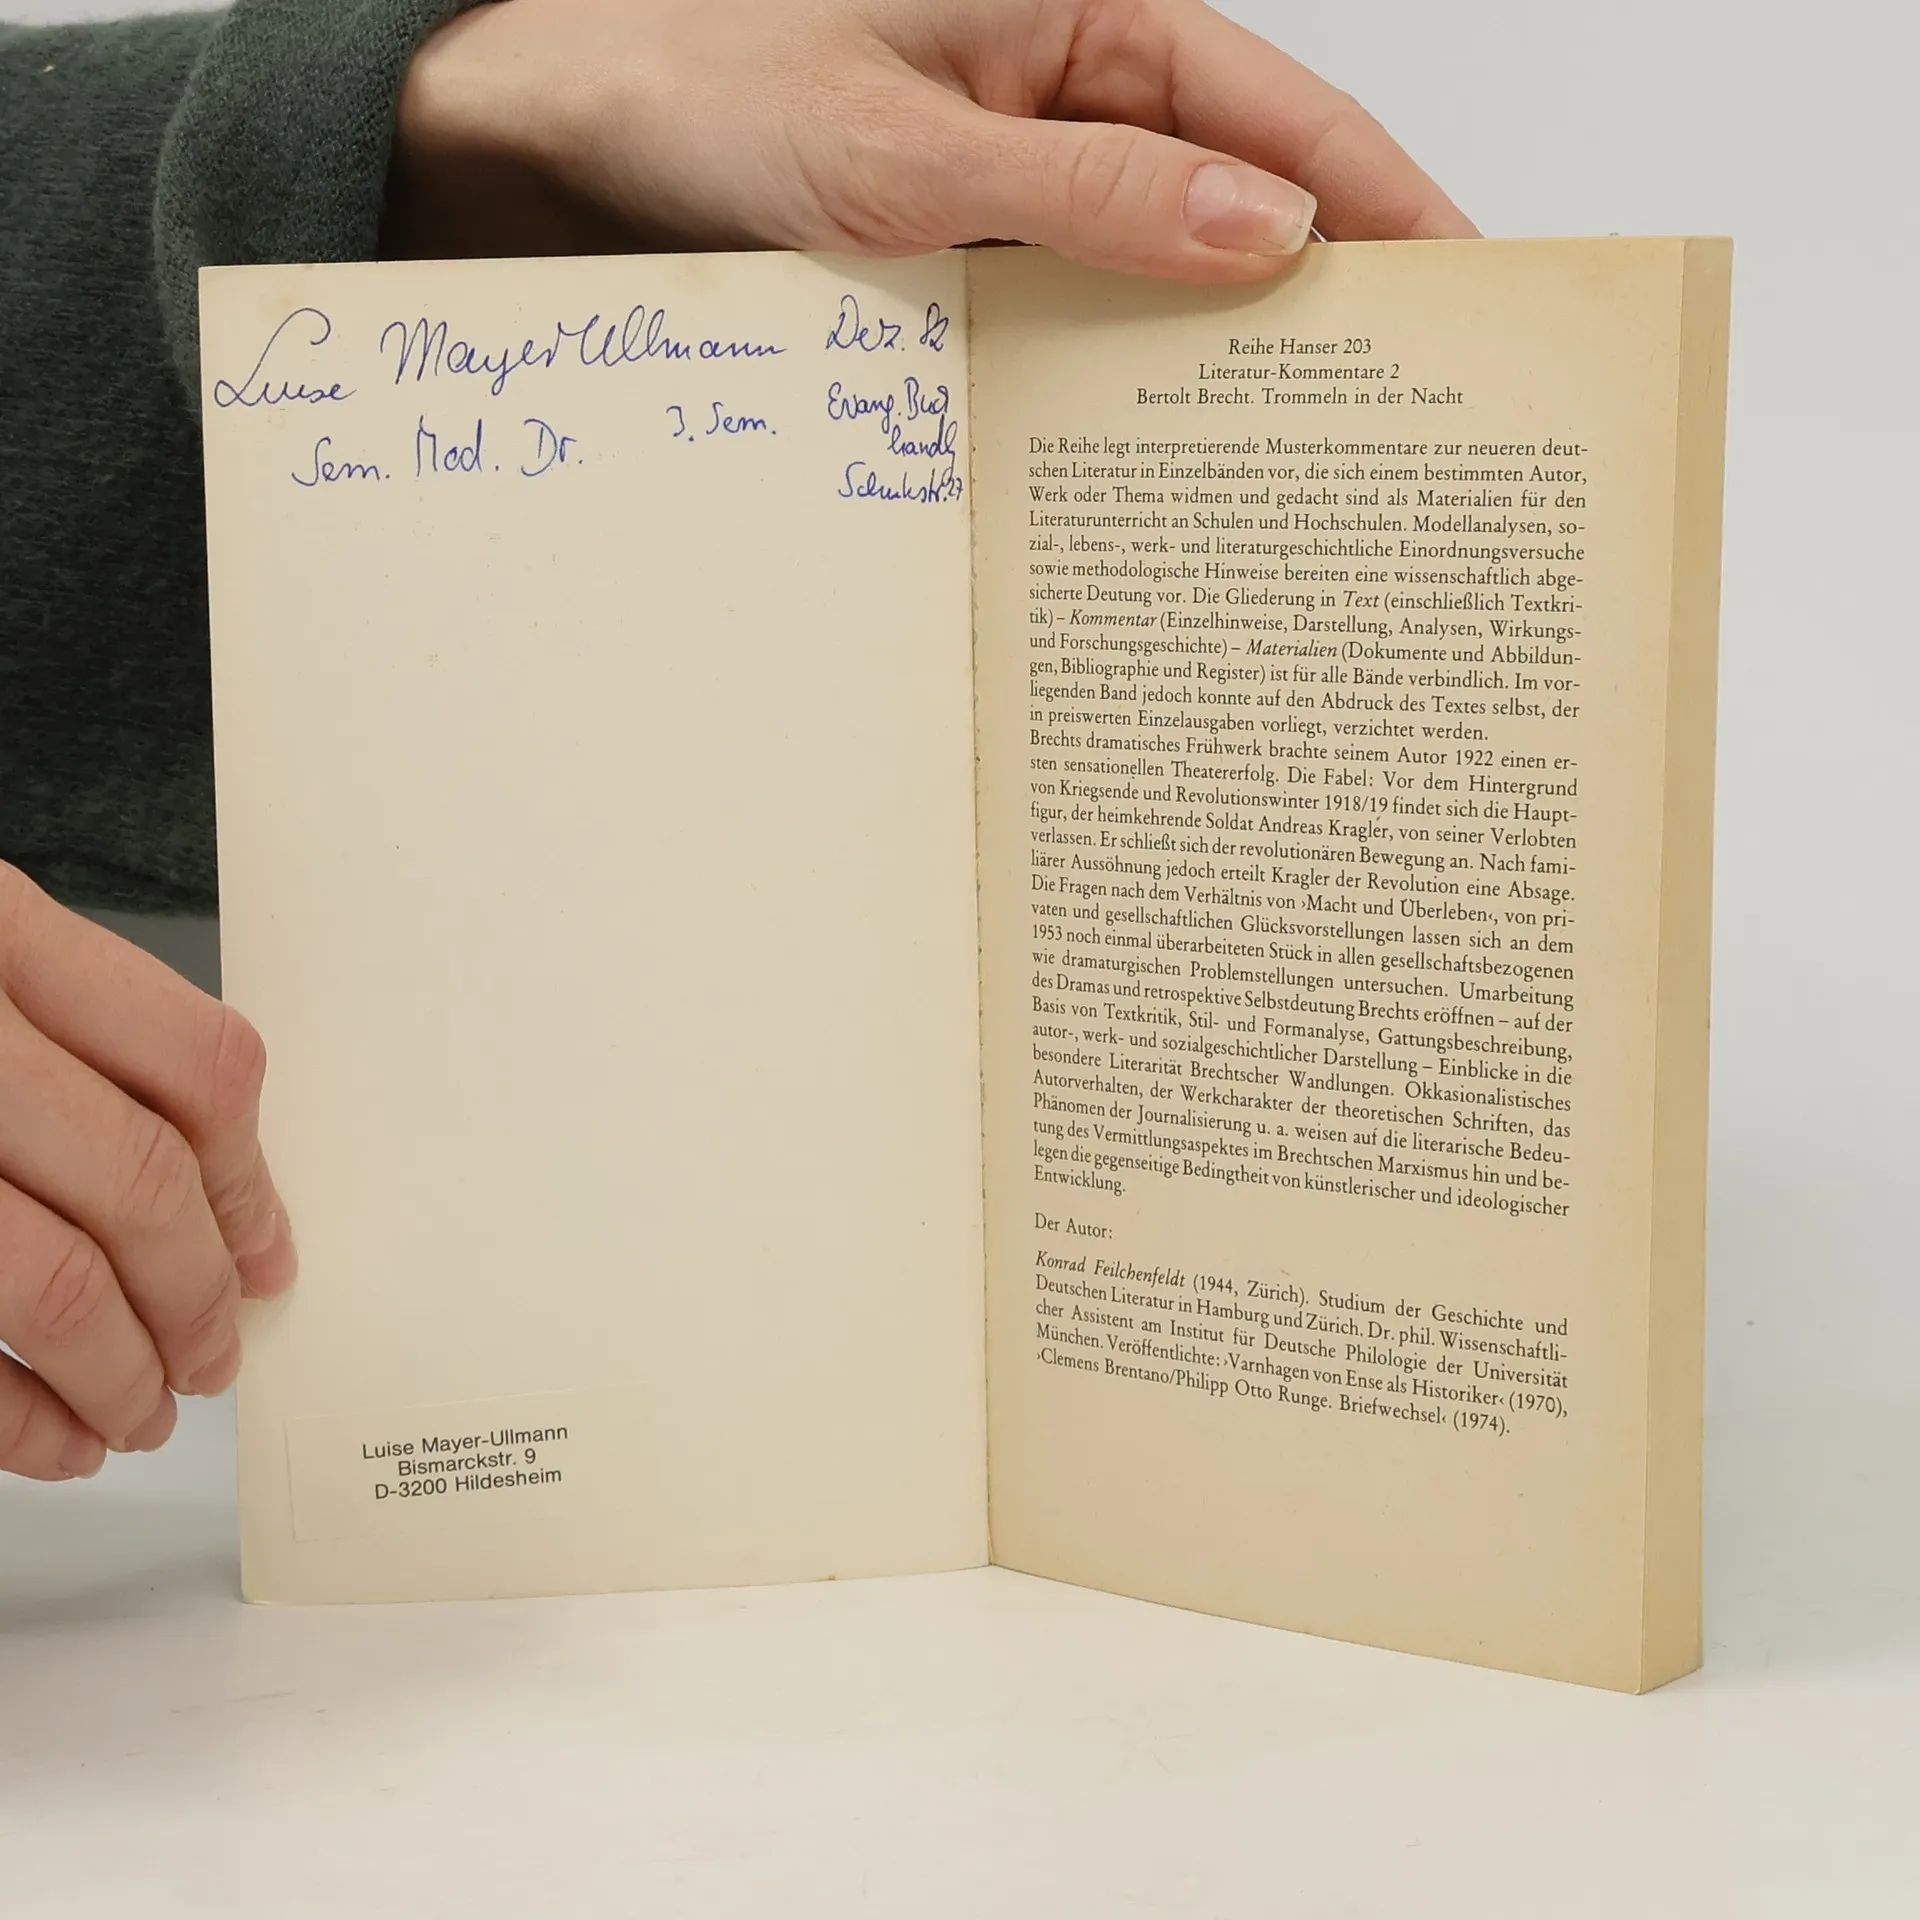 Luise Mayer-Ullmann Dez. 82
Sem. Mod. Dr. 3. Sem.
Evang. Buch
handlg
27
Luise Mayer-Ullmann
Bismarckstr. 9
D-3200 Hildesheim
Reihe Hanser 203
Literatur-Kommentare 2
Bertolt Brecht. Trommeln in der Nacht
Die Reihe legt interpretierende Musterkommentare zur neueren deut-
schen Literatur in Einzelbänden vor, die sich einem bestimmten Autor,
Werk oder Thema widmen und gedacht sind als Materialien für den
Literaturunterricht an Schulen und Hochschulen. Modellanalysen, so-
zial-, lebens-, werk- und literaturgeschichtliche Einordnungsversuche
sowie methodologische Hinweise bereiten eine wissenschaftlich abge-
sicherte Deutung vor. Die Gliederung in Text (einschließlich Textkri-
tik) – Kommentar (Einzelhinweise, Darstellung, Analysen, Wirkungs-
und Forschungsgeschichte) – Materialien (Dokumente und Abbildun-
gen, Bibliographie und Register) ist für alle Bände verbindlich. Im vor-
liegenden Band jedoch konnte auf den Abdruck des Textes selbst, der
in preiswerten Einzelausgaben vorliegt, verzichtet werden.
Brechts dramatisches Frühwerk brachte seinem Autor 1922 einen er-
sten sensationellen Theatererfolg. Die Fabel: Vor dem Hintergrund
von Kriegsende und Revolutionswinter 1918/19 findet sich die Haupt-
figur, der heimkehrende Soldat Andreas Kragler, von seiner Verlobten
verlassen. Er schließt sich der revolutionären Bewegung an. Nach fami-
liärer Aussöhnung jedoch erteilt Kragler der Revolution eine Absage.
Die Fragen nach dem Verhältnis von ›Macht und Überleben‹, von pri-
vaten und gesellschaftlichen Glücksvorstellungen lassen sich an dem
1953 noch einmal überarbeiteten Stück in allen gesellschaftsbezogenen
wie dramaturgischen Problemstellungen untersuchen. Umarbeitung
des Dramas und retrospektive Selbstdeutung Brechts eröffnen – auf der
Basis von Textkritik, Stil- und Formanalyse, Gattungsbeschreibung,
autor-, werk- und sozialgeschichtlicher Darstellung – Einblicke in die
besondere Literarität Brechtscher Wandlungen. Okkasionalistisches
Autorverhalten, der Werkcharakter der theoretischen Schriften, das
Phänomen der Journalisierung u. a. weisen auf die literarische Bedeu-
tung des Vermittlungsaspektes im Brechtschen Marxismus hin und be-
legen die gegenseitige Bedingtheit von künstlerischer und ideologischer
Entwicklung.
Der Autor:
Konrad Feilchenfeldt (1944, Zürich). Studium der Geschichte und
Deutschen Literatur in Hamburg und Zürich. Dr. phil. Wissenschaftli-
cher Assistent am Institut für Deutsche Philologie der Universität
München. Veröffentlichte: ›Varnhagen von Ense als Historiker‹ (1970),
›Clemens Brentano/Philipp Otto Runge. Briefwechsel‹ (1974).